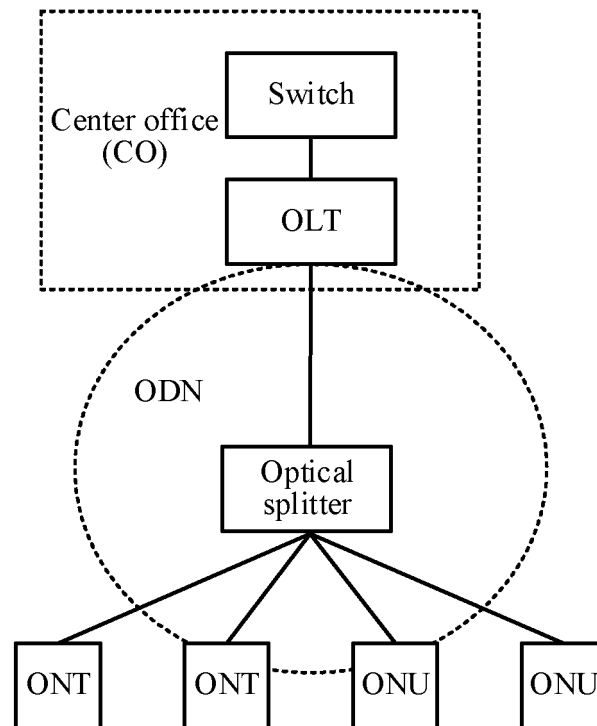 Switch
Center office
(CO)
OLT
ODN
Optical
splitter
ONT
ONT
ONU
ONU